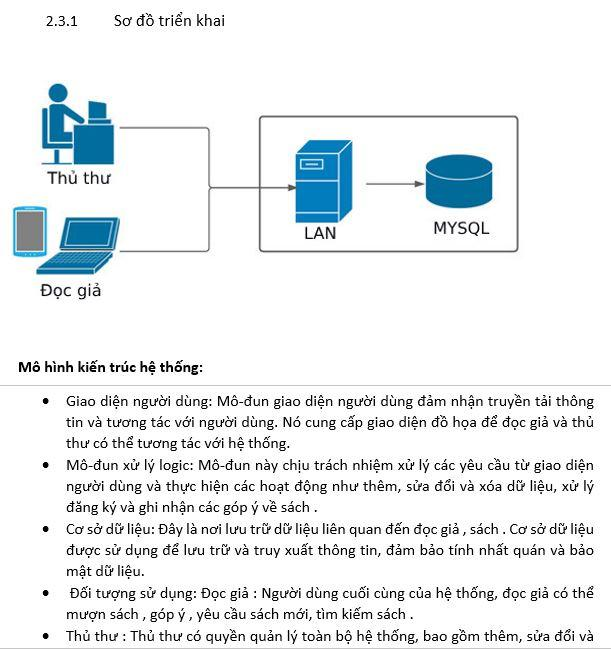 2.3.1 Sơ đồ triển khai
Thủ thư
LAN
MYSQL
Đọc giả
Mô hình kiến trúc hệ thống:
• Giao diện người dùng: Mô-đun giao diện người dùng đảm nhận truyền tải thông
tin và tương tác với người dùng. Nó cung cấp giao diện đồ họa để đọc giả và thủ
thư có thể tương tác với hệ thống.
• Mô-đun xử lý logic: Mô-đun này chịu trách nhiệm xử lý các yêu cầu từ giao diện
người dùng và thực hiện các hoạt động như thêm, sửa đổi và xóa dữ liệu, xử lý
đăng ký và ghi nhận các góp ý về sách .
• Cơ sở dữ liệu: Đây là nơi lưu trữ dữ liệu liên quan đến đọc giả , sách . Cơ sở dữ liệu
được sử dụng để lưu trữ và truy xuất thông tin, đảm bảo tính nhất quán và bảo
mật dữ liệu.
• Đối tượng sử dụng: Đọc giả : Người dùng cuối cùng của hệ thống, đọc giả có thể
mượn sách , góp ý , yêu cầu sách mới, tìm kiếm sách .
• Thủ thư : Thủ thư có quyền quản lý toàn bộ hệ thống, bao gồm thêm, sửa đổi và